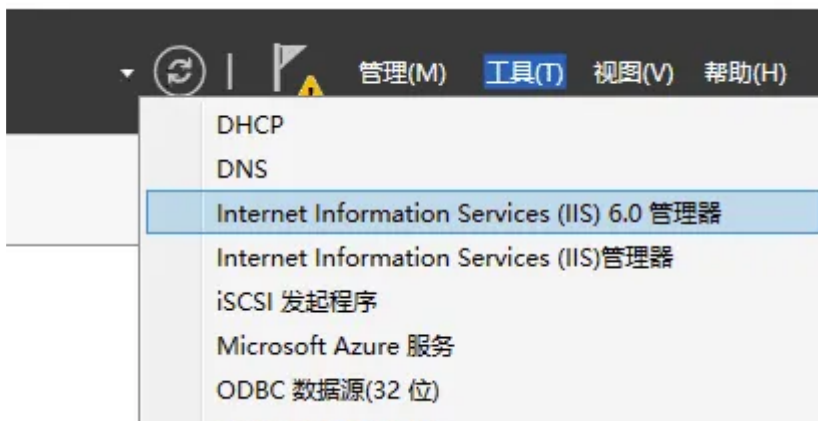 管理(M) 工具(T) 视图(V) 帮助(H)
DHCP
DNS
Internet Information Services (IIS) 6.0 管理器
Internet Information Services (IIS)管理器
iSCSI 发起程序
Microsoft Azure 服务
ODBC 数据源(32 位)